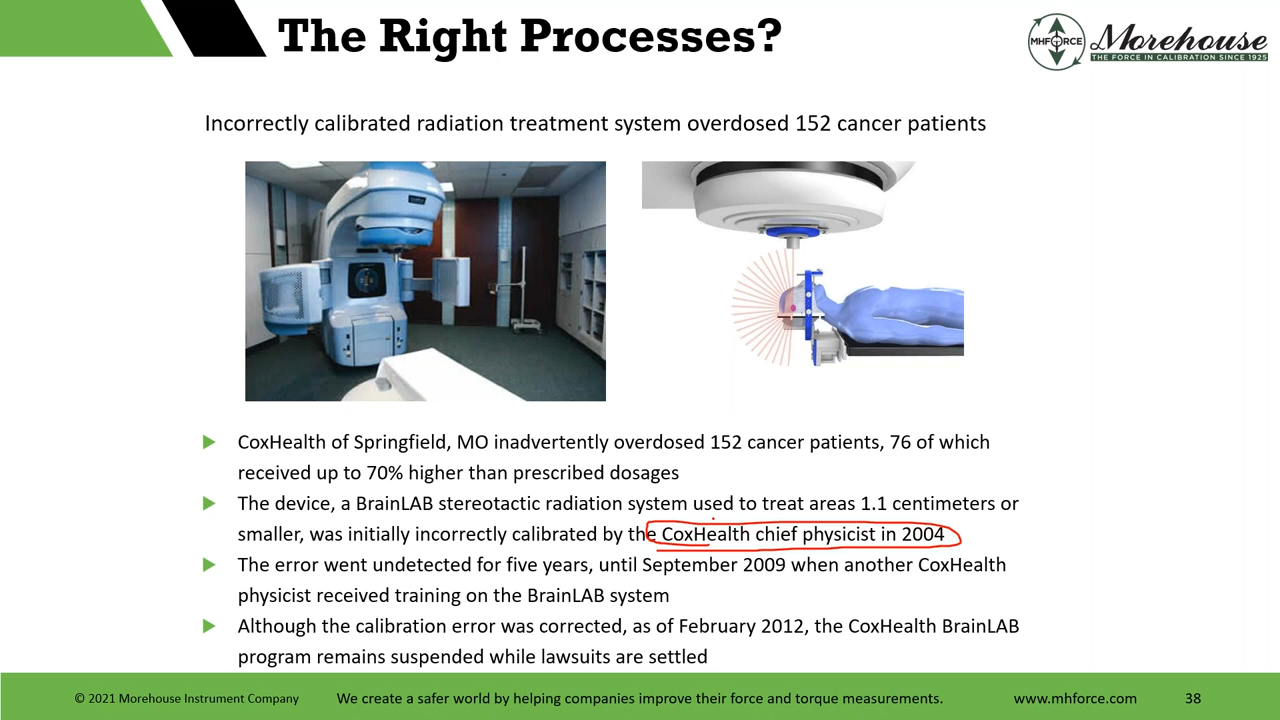 The Right Processes?
MHFORCE
Morehouse
THE FORCE IN CALIBRATION SINCE 1925
Incorrectly calibrated radiation treatment system overdosed 152 cancer patients
CoxHealth of Springfield, MO inadvertently overdosed 152 cancer patients, 76 of which
received up to 70% higher than prescribed dosages
The device, a BrainLAB stereotactic radiation system used to treat areas 1.1 centimeters or
smaller, was initially incorrectly calibrated by the CoxHealth chief physicist in 2004
The error went undetected for five years, until September 2009 when another CoxHealth
physicist received training on the BrainLAB system
Although the calibration error was corrected, as of February 2012, the CoxHealth BrainLAB
program remains suspended while lawsuits are settled
© 2021 Morehouse Instrument Company
We create a safer world by helping companies improve their force and torque measurements.
www.mhforce.com
38